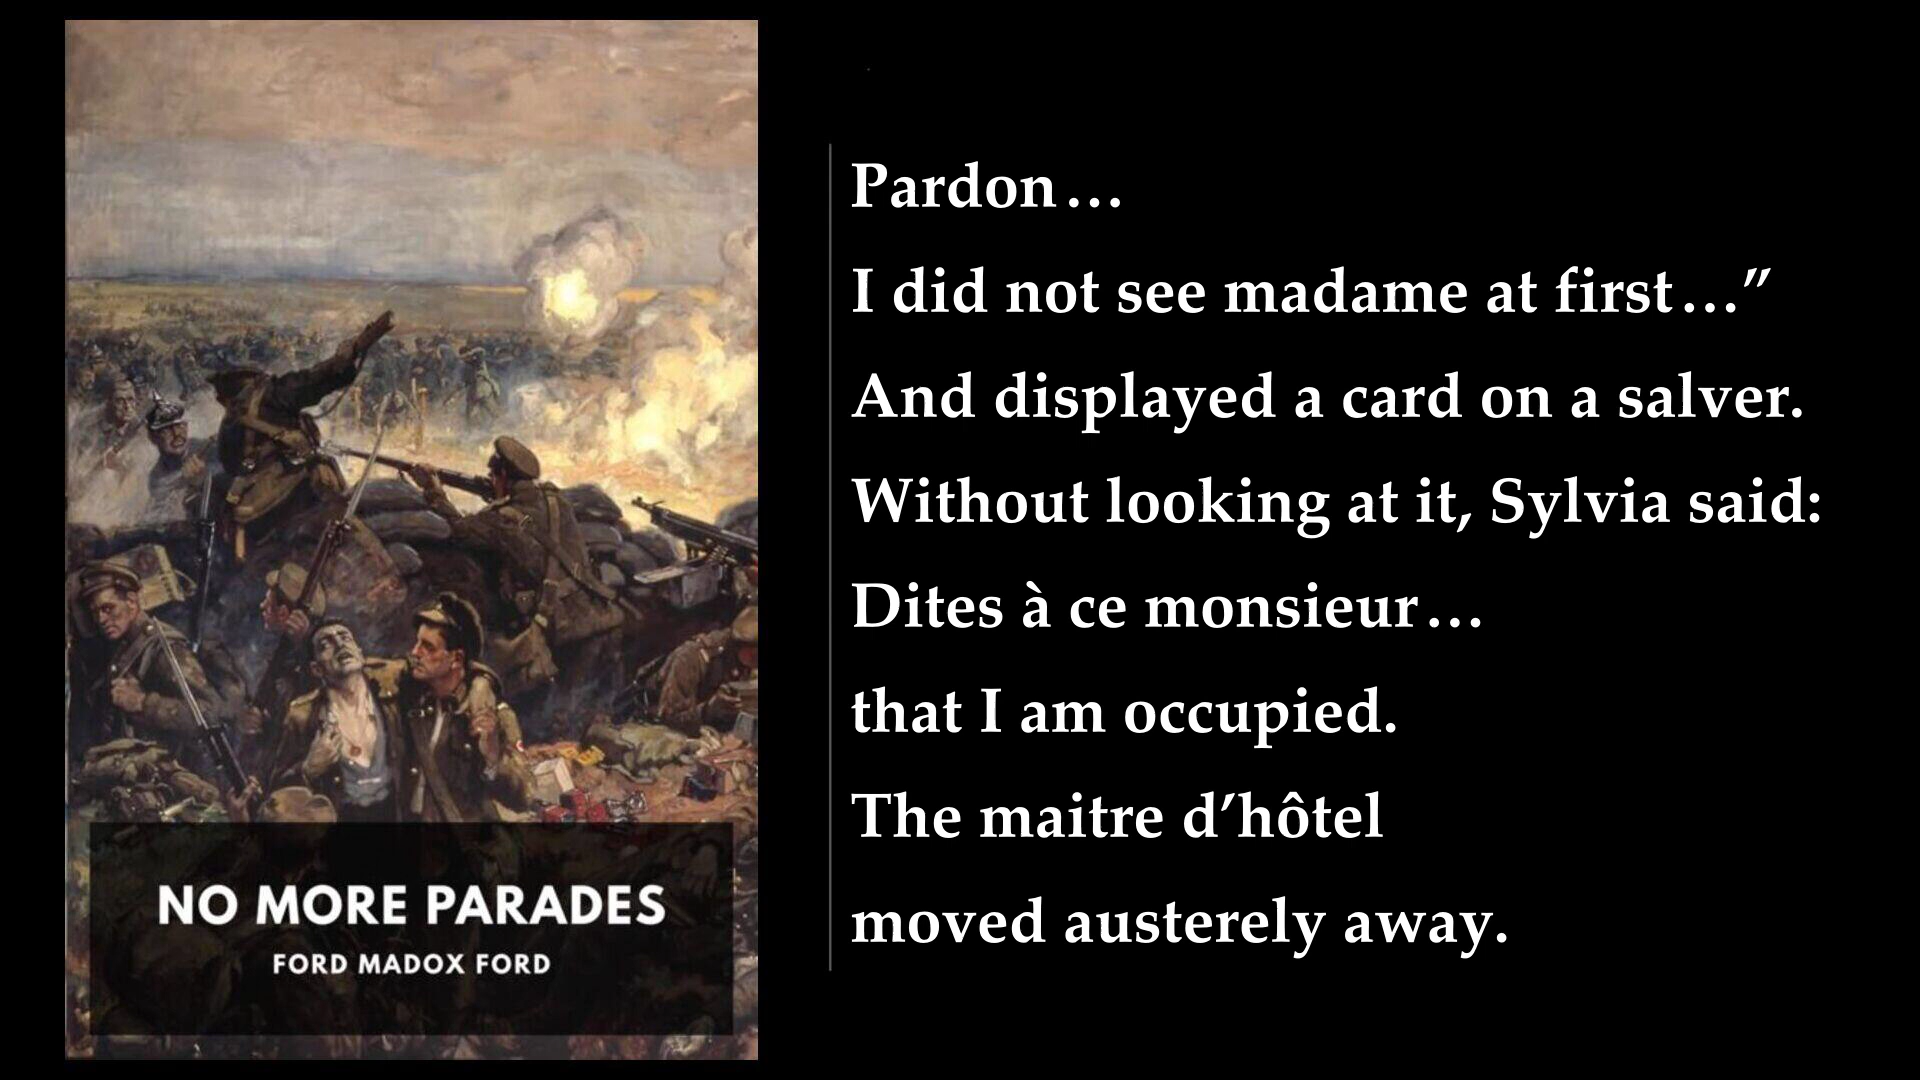 Pardon…
I did not see madame at first…”
And displayed a card on a salver.
Without looking at it, Sylvia said:
Dites à ce monsieur…
that I am occupied.
The maitre d’hôtel
moved austerely away.
NO MORE PARADES
FORD MADOX FORD